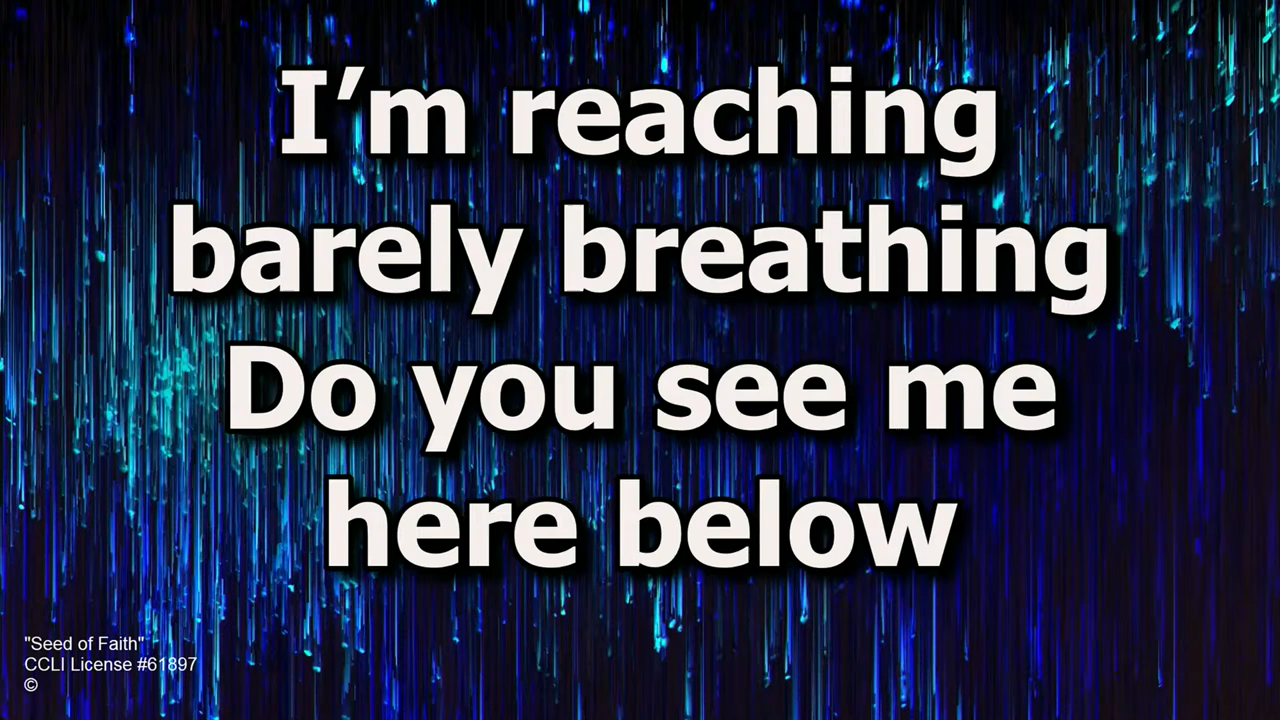 I’m reaching
barely breathing
Do you see me
here below
"Seed of Faith"
CCLI License #61897
©